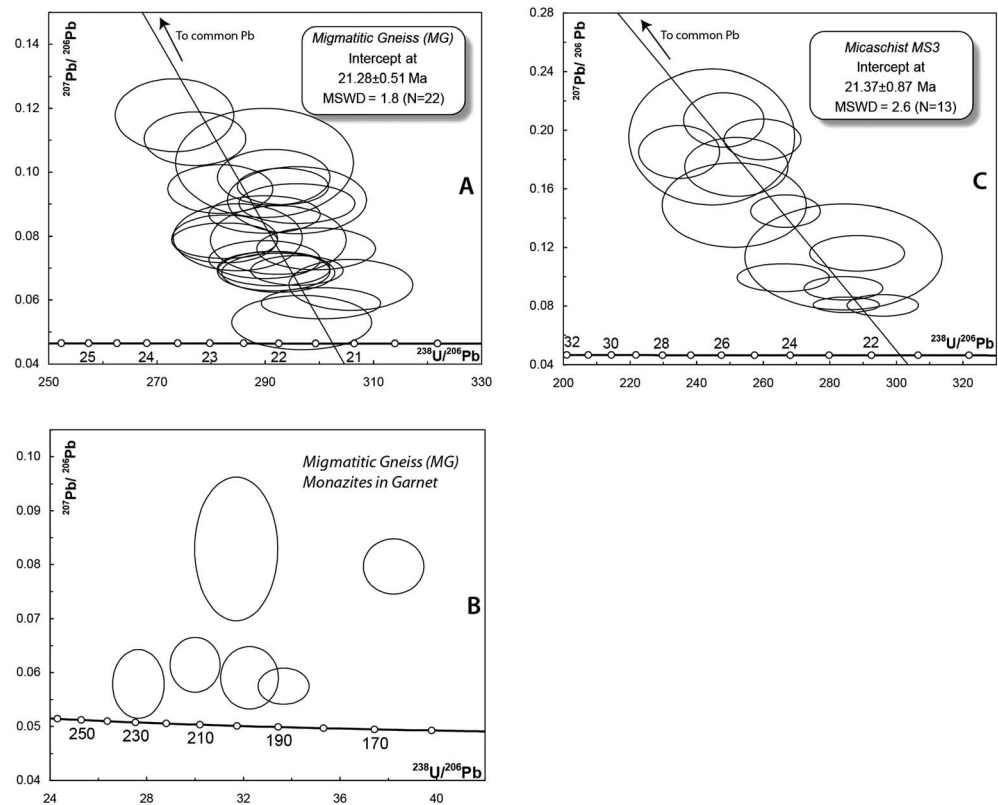 0.15
0.14
0.12
0.10
0.08
0.06
0.04
207Pb/ 206Pb
To common Pb
Migmatitic Gneiss (MG)
Intercept at
21.28±0.51 Ma
MSWD = 1.8 (N=22)
A
25 24 23 22 21
238U/206Pb
250 270 290 310 330
0.28
0.24
0.20
0.16
0.12
0.08
0.04
207Pb/ 206 Pb
To common Pb
Micaschist MS3
Intercept at
21.37±0.87 Ma
MSWD = 2.6 (N=13)
C
32 30 28 26 24 22
238U/206Pb
200 220 240 260 280 300 320
0.10
0.09
0.08
0.07
0.06
0.05
0.04
207Pb/ 206Pb
Migmatitic Gneiss (MG)
Monazites in Garnet
B
250 230 210 190 170
238U/206Pb
24 28 32 36 40